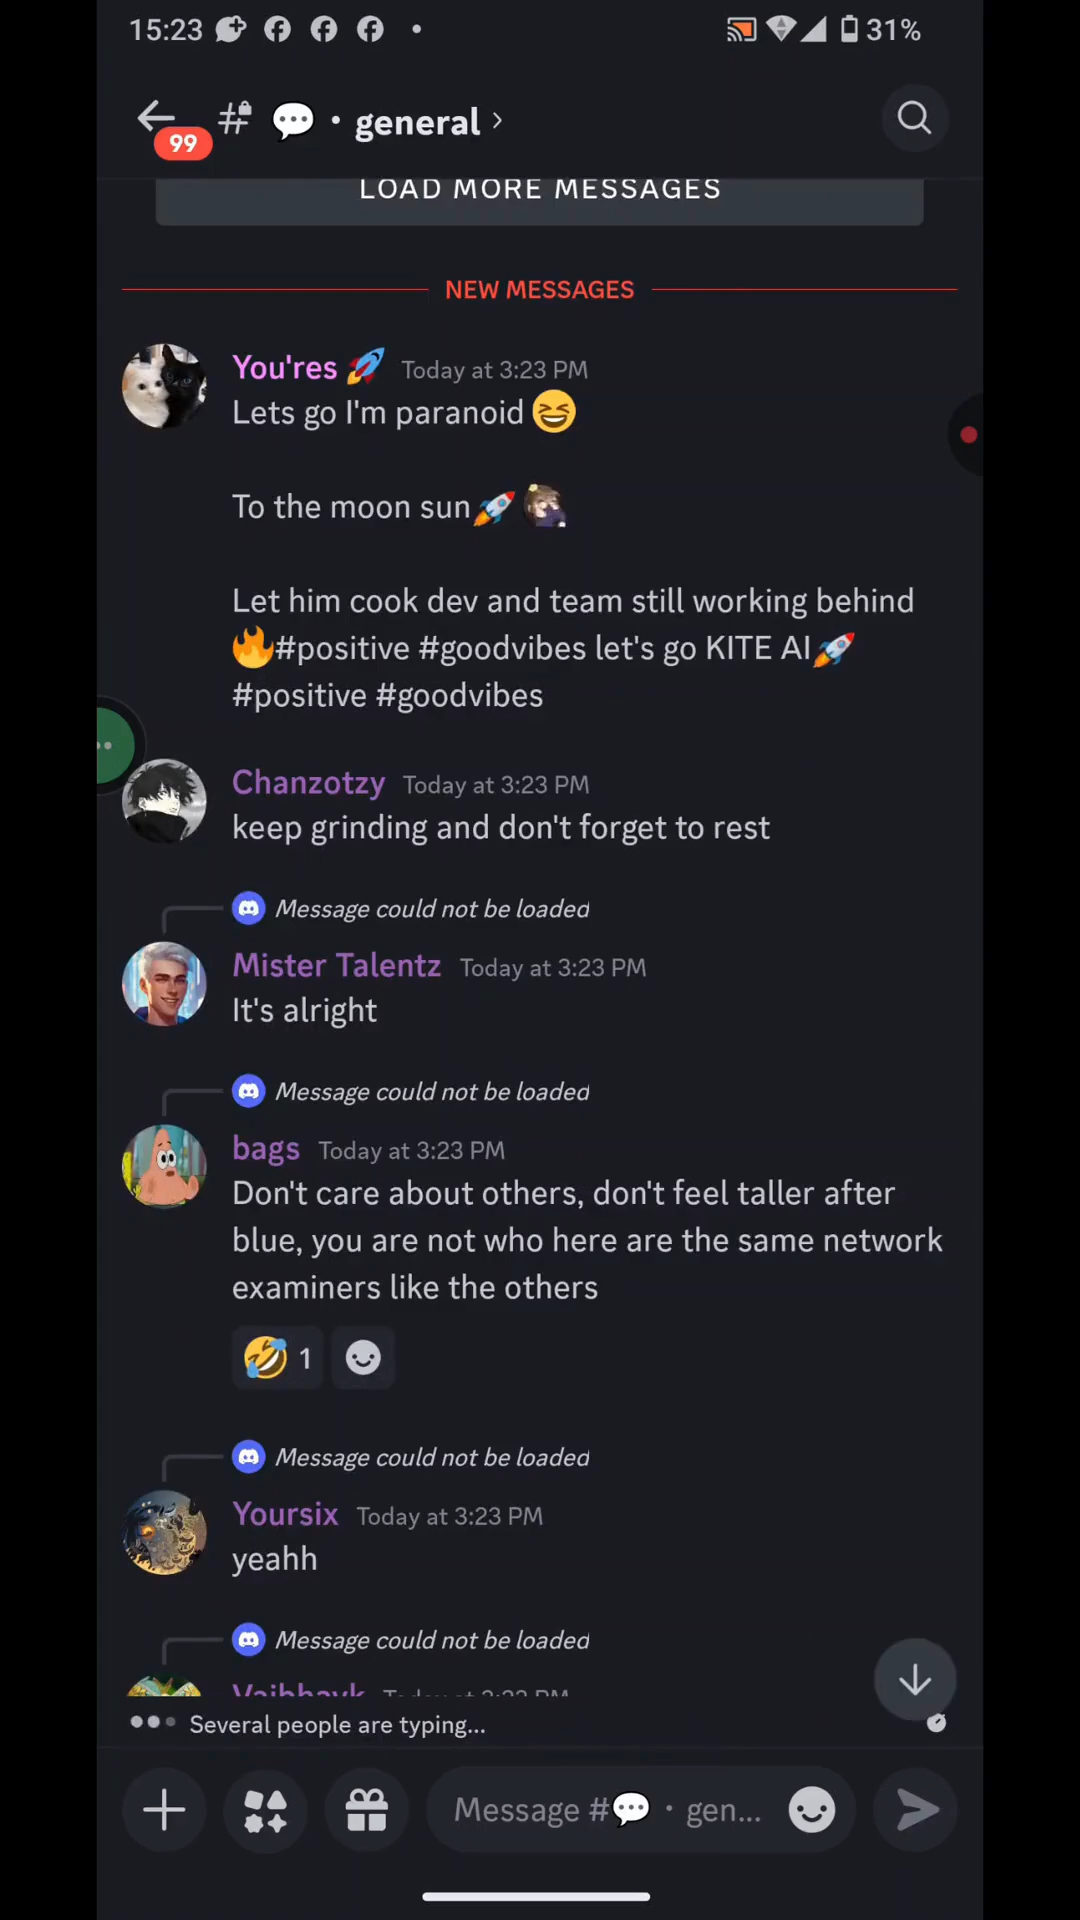 15:23 31%
99 # 💬 • general ›
LOAD MORE MESSAGES
NEW MESSAGES
You'res 🚀 Today at 3:23 PM
Lets go I'm paranoid 😆
To the moon sun🚀
Let him cook dev and team still working behind
🔥#positive #goodvibes let's go KITE AI🚀
#positive #goodvibes
Chanzotzy Today at 3:23 PM
keep grinding and don't forget to rest
Message could not be loaded
Mister Talentz Today at 3:23 PM
It's alright
Message could not be loaded
bags Today at 3:23 PM
Don't care about others, don't feel taller after
blue, you are not who here are the same network
examiners like the others
🤣 1
Message could not be loaded
Yoursix Today at 3:23 PM
yeahh
Message could not be loaded
Vaibhavk Today at 3:23 PM
Several people are typing...
Message #💬 • gen...